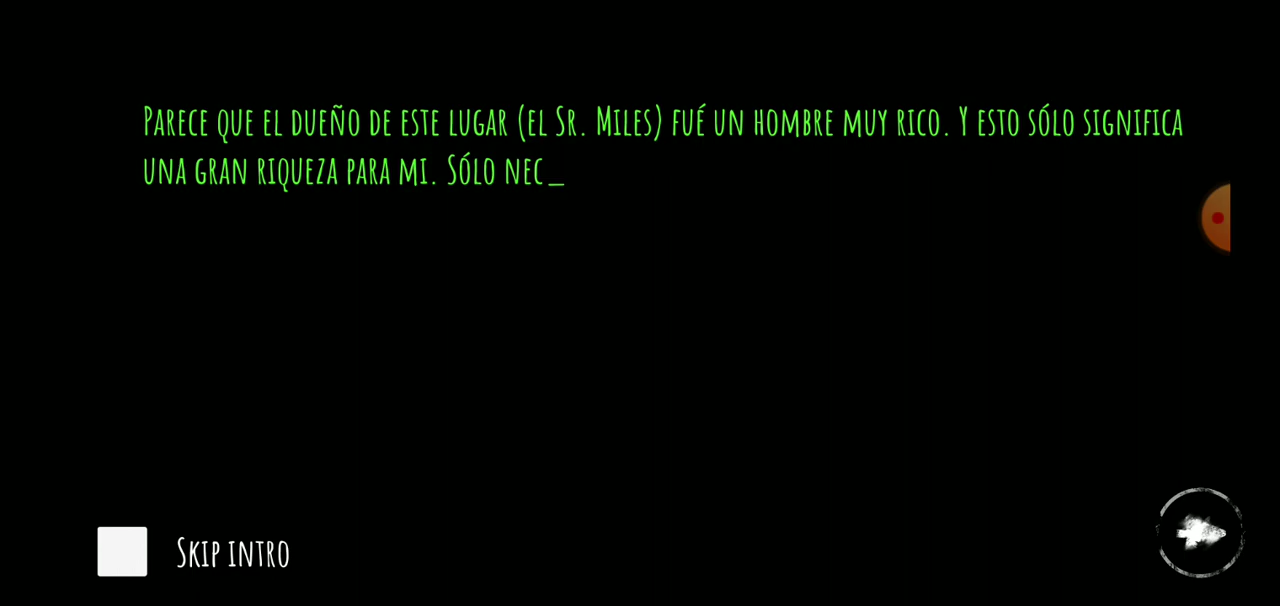 Parece que el dueño de este lugar (el Sr. Miles) fué un hombre muy rico. Y esto sólo significa
una gran riqueza para mi. Sólo nec_
Skip intro